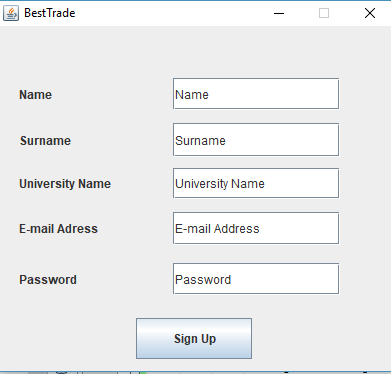 BestTrade
Name Name
Surname Surname
University Name University Name
E-mail Adress E-mail Address
Password Password
Sign Up